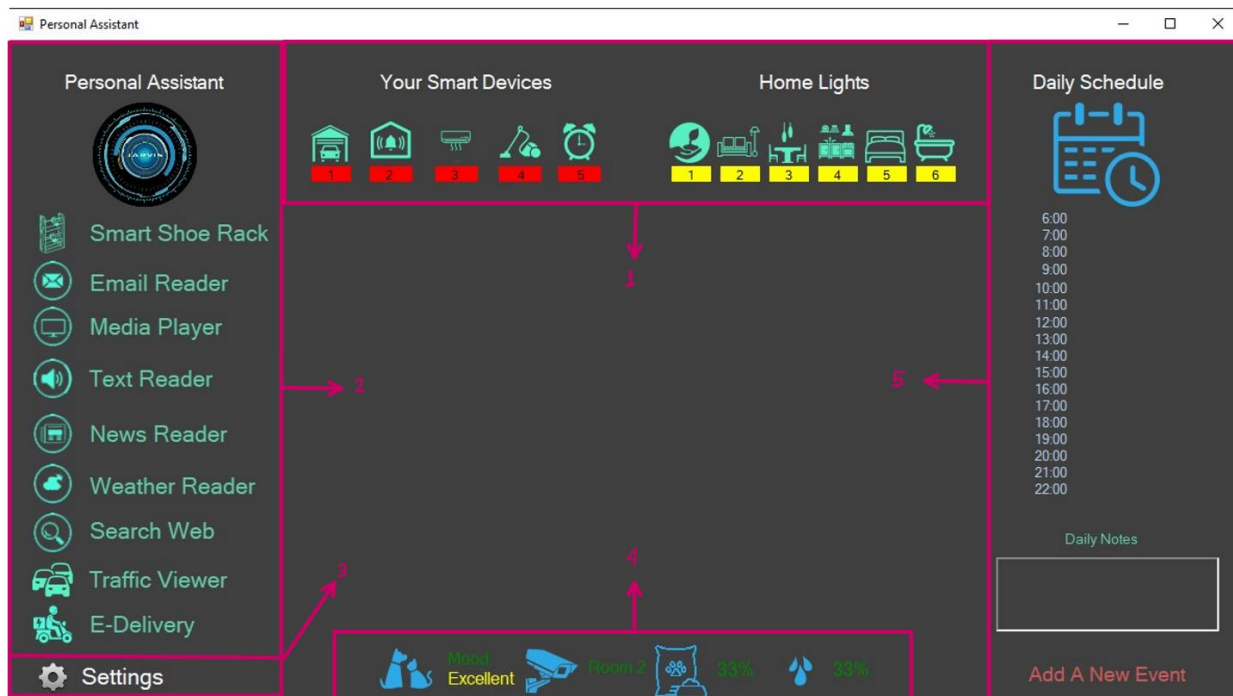 Personal Assistant
Personal Assistant
JARVIN
Smart Shoe Rack
Email Reader
Media Player
Text Reader
News Reader
Weather Reader
Search Web
Traffic Viewer
E-Delivery
Settings
Your Smart Devices
1 2 3 4 5
Home Lights
1 2 3 4 5 6
1
2
3
4
5
Mood:
Excellent
Room 2
33%
33%
Daily Schedule
6:00
7:00
8:00
9:00
10:00
11:00
12:00
13:00
14:00
15:00
16:00
17:00
18:00
19:00
20:00
21:00
22:00
Daily Notes
Add A New Event